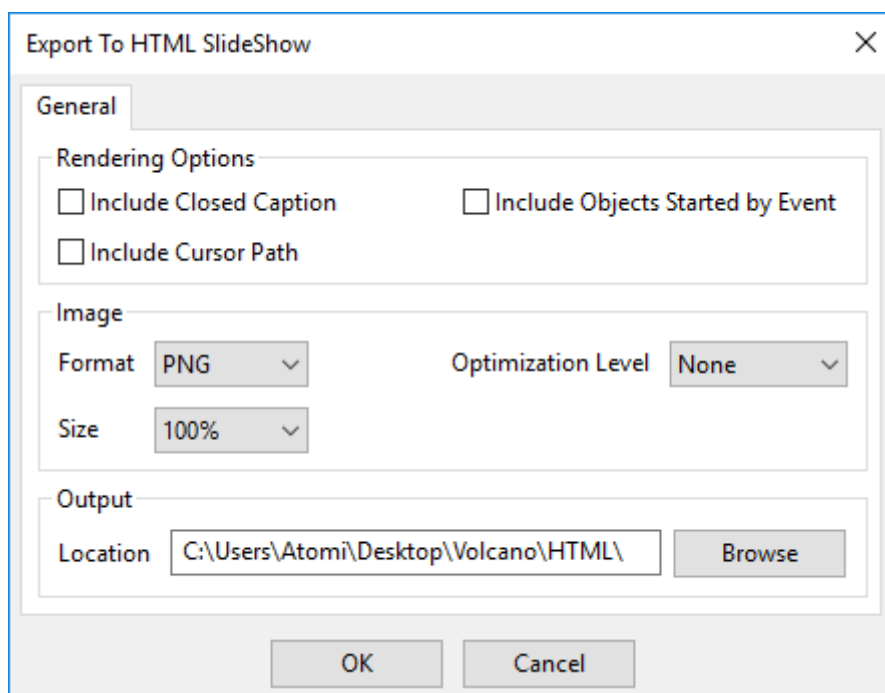 Export To HTML SlideShow
General
Rendering Options
Include Closed Caption
Include Objects Started by Event
Include Cursor Path
Image
Format PNG
Optimization Level None
Size 100%
Output
Location C:\Users\Atomi\Desktop\Volcano\HTML\ Browse
OK Cancel